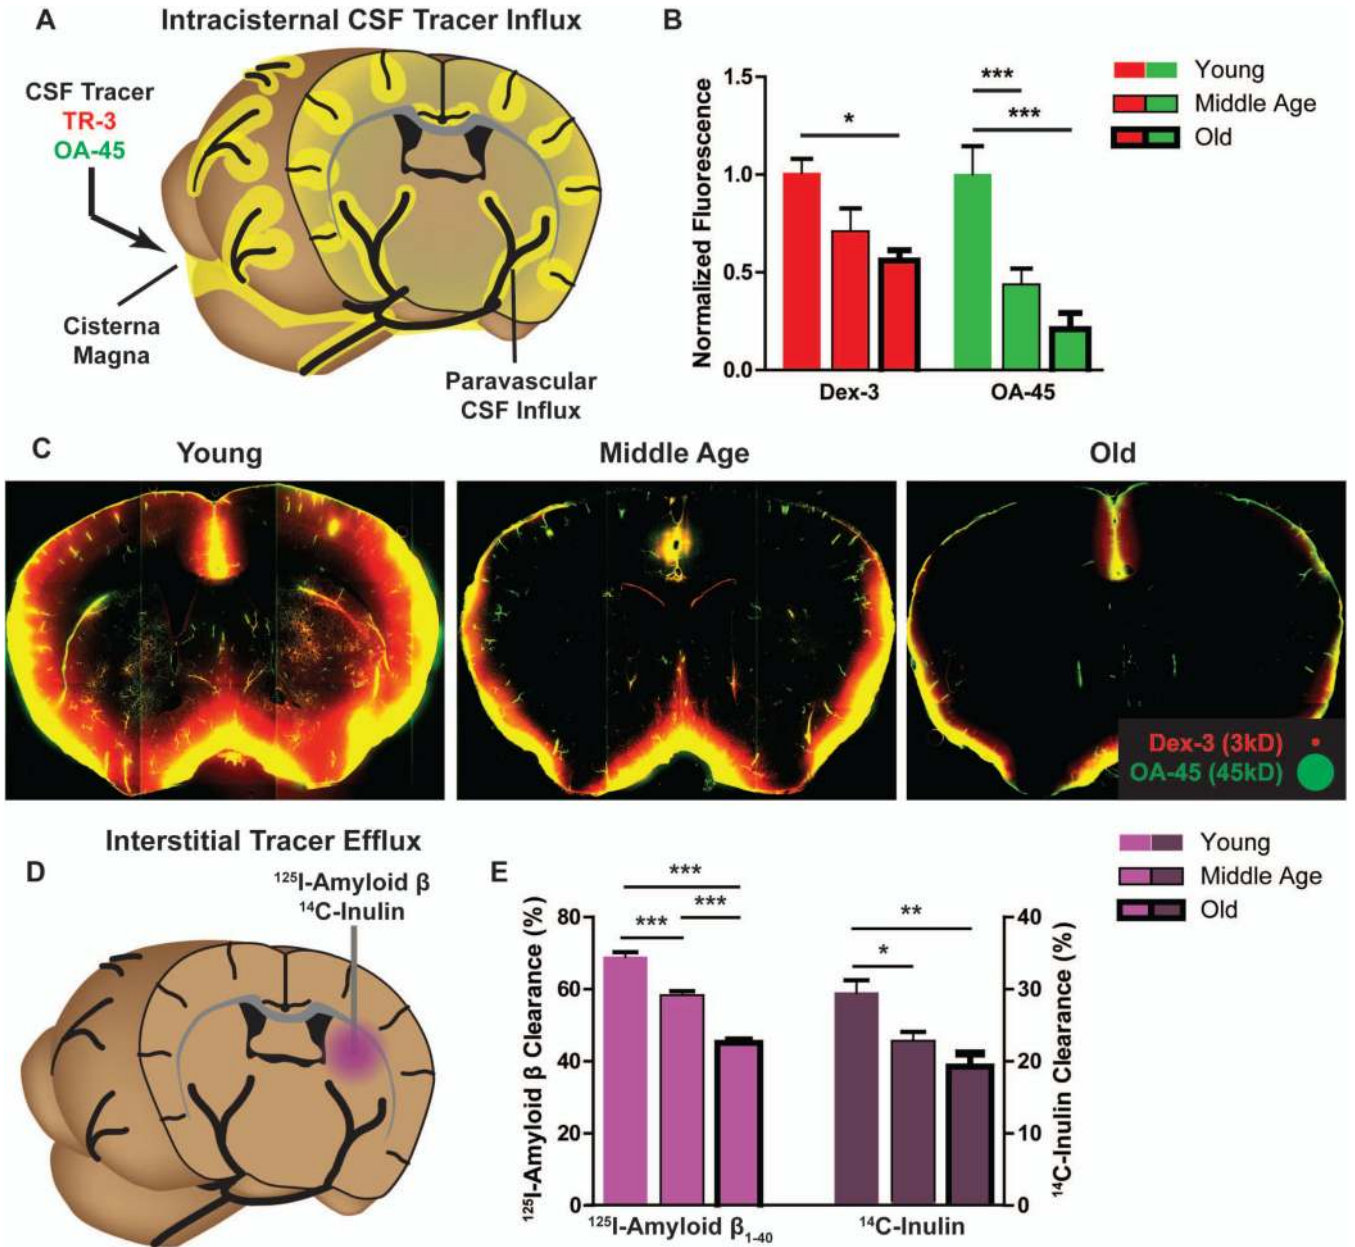 A
Intracisternal CSF Tracer Influx
CSF Tracer
TR-3
OA-45
Cisterna
Magna
Paravascular
CSF Influx
B
Normalized Fluorescence
1.5
1.0
0.5
0.0
*
***
***
Dex-3
OA-45
Young
Middle Age
Old
C
Young
Middle Age
Old
Dex-3 (3kD)
OA-45 (45kD)
Interstitial Tracer Efflux
D
¹²⁵I-Amyloid β
¹⁴C-Inulin
E
¹²⁵I-Amyloid β Clearance (%)
80
60
40
20
0
***
***
***
**
*
¹²⁵I-Amyloid β₁₋₄₀
¹⁴C-Inulin
40
30
20
10
0
¹⁴C-Inulin Clearance (%)
Young
Middle Age
Old